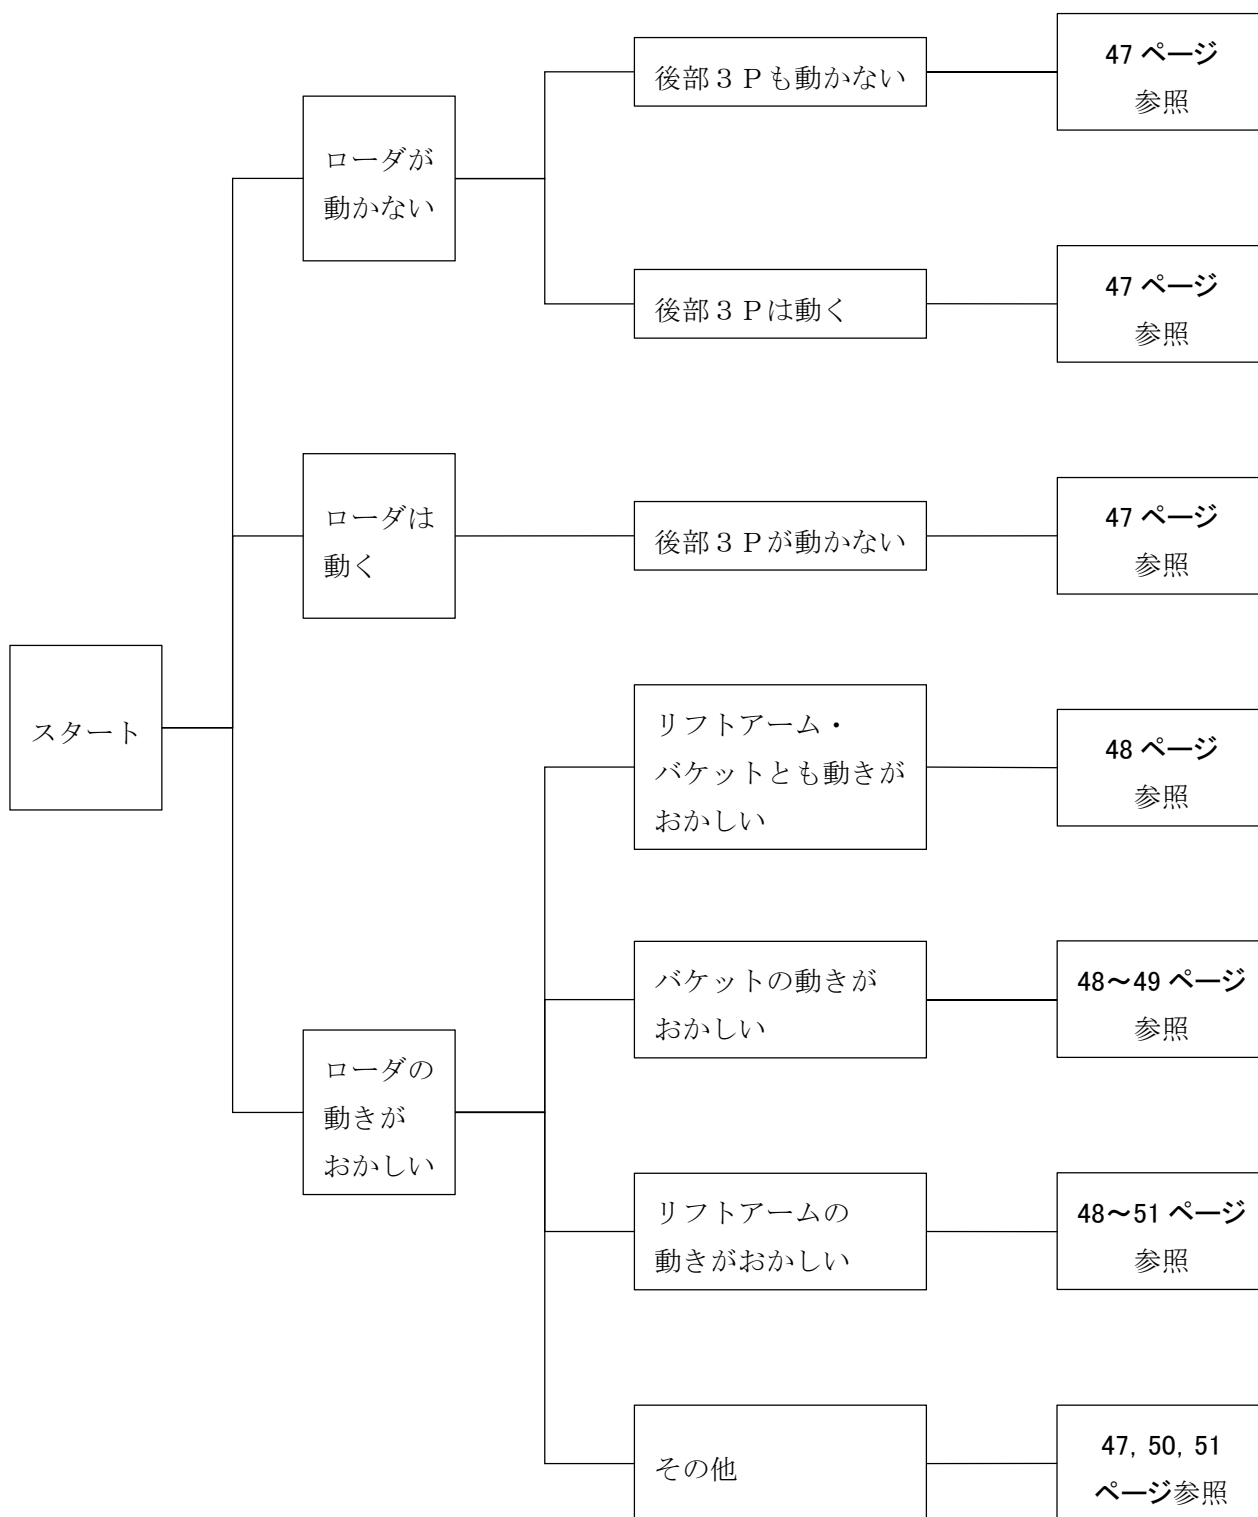 後部３Ｐも動かない
47 ページ
参照
ローダが
動かない
後部３Ｐは動く
47 ページ
参照
ローダは
動く
後部３Ｐが動かない
47 ページ
参照
スタート
リフトアーム・
バケットとも動きが
おかしい
48 ページ
参照
バケットの動きが
おかしい
48～49 ページ
参照
ローダの
動きが
おかしい
リフトアームの
動きがおかしい
48～51 ページ
参照
その他
47, 50, 51
ページ参照